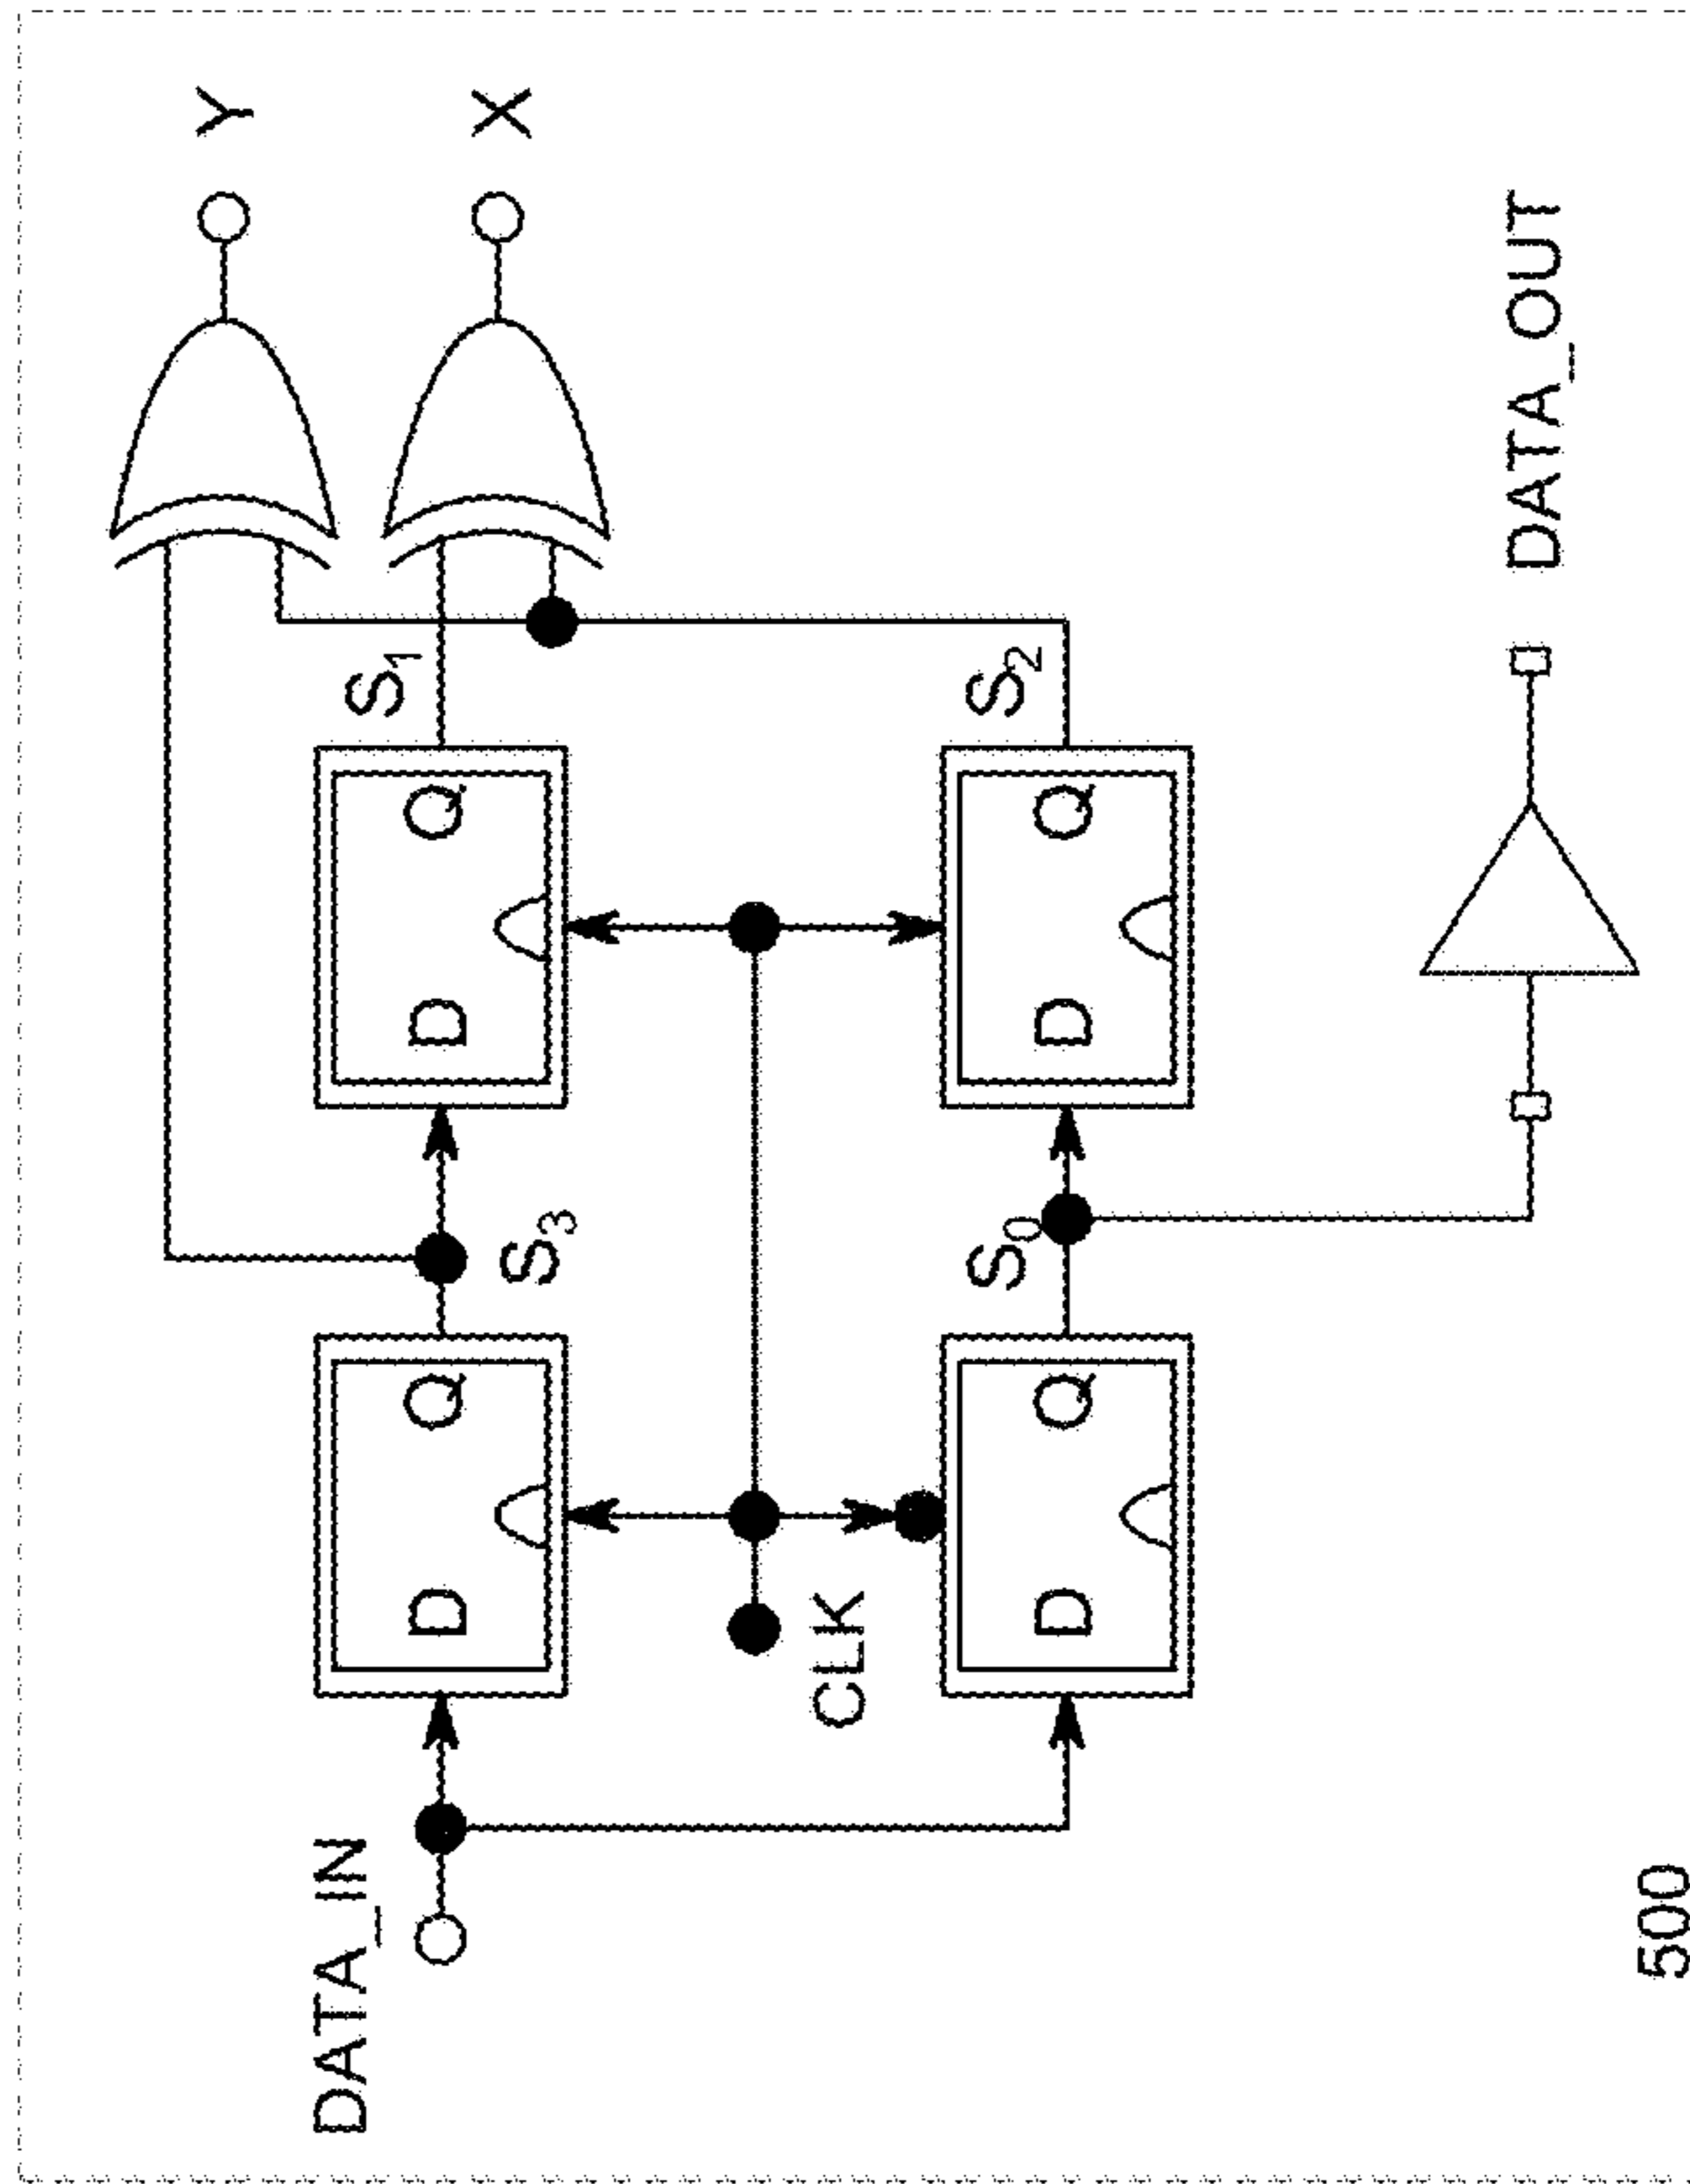 Y
X
S1
S2
DATA_OUT
D Q
D Q
S3
S0
D Q
D Q
CLK
DATA_IN
500